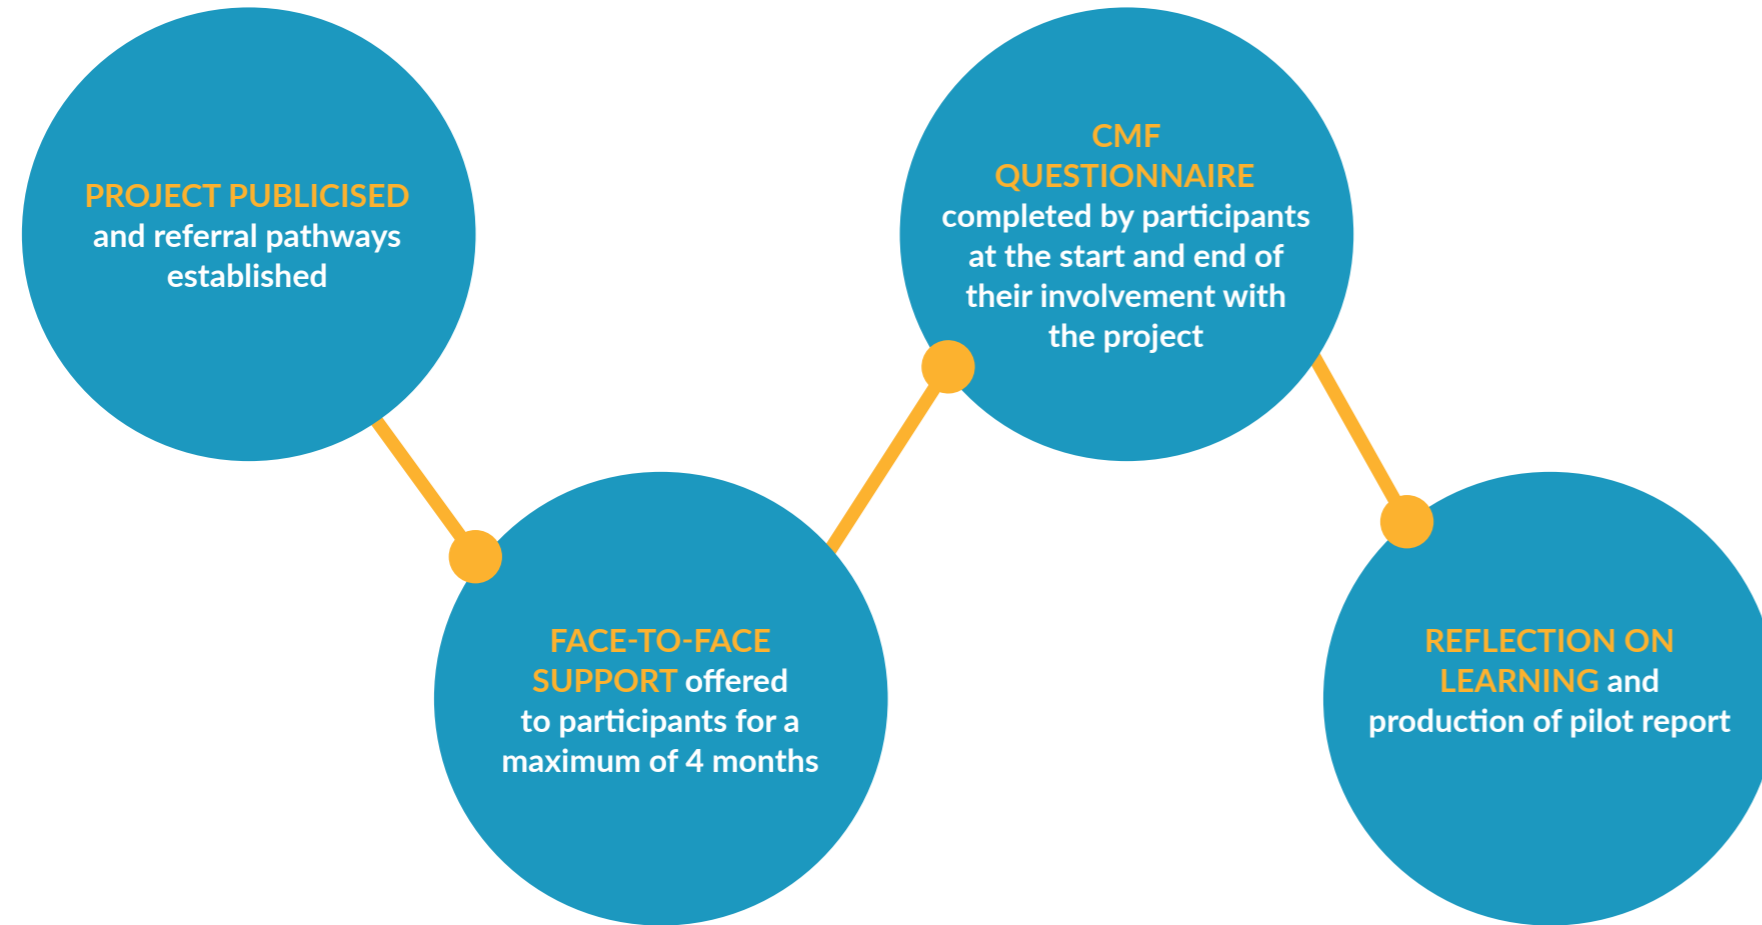 PROJECT PUBLICISED
and referral pathways
established
FACE-TO-FACE
SUPPORT offered
to participants for a
maximum of 4 months
CMF
QUESTIONNAIRE
completed by participants
at the start and end of
their involvement with
the project
REFLECTION ON
LEARNING and
production of pilot report